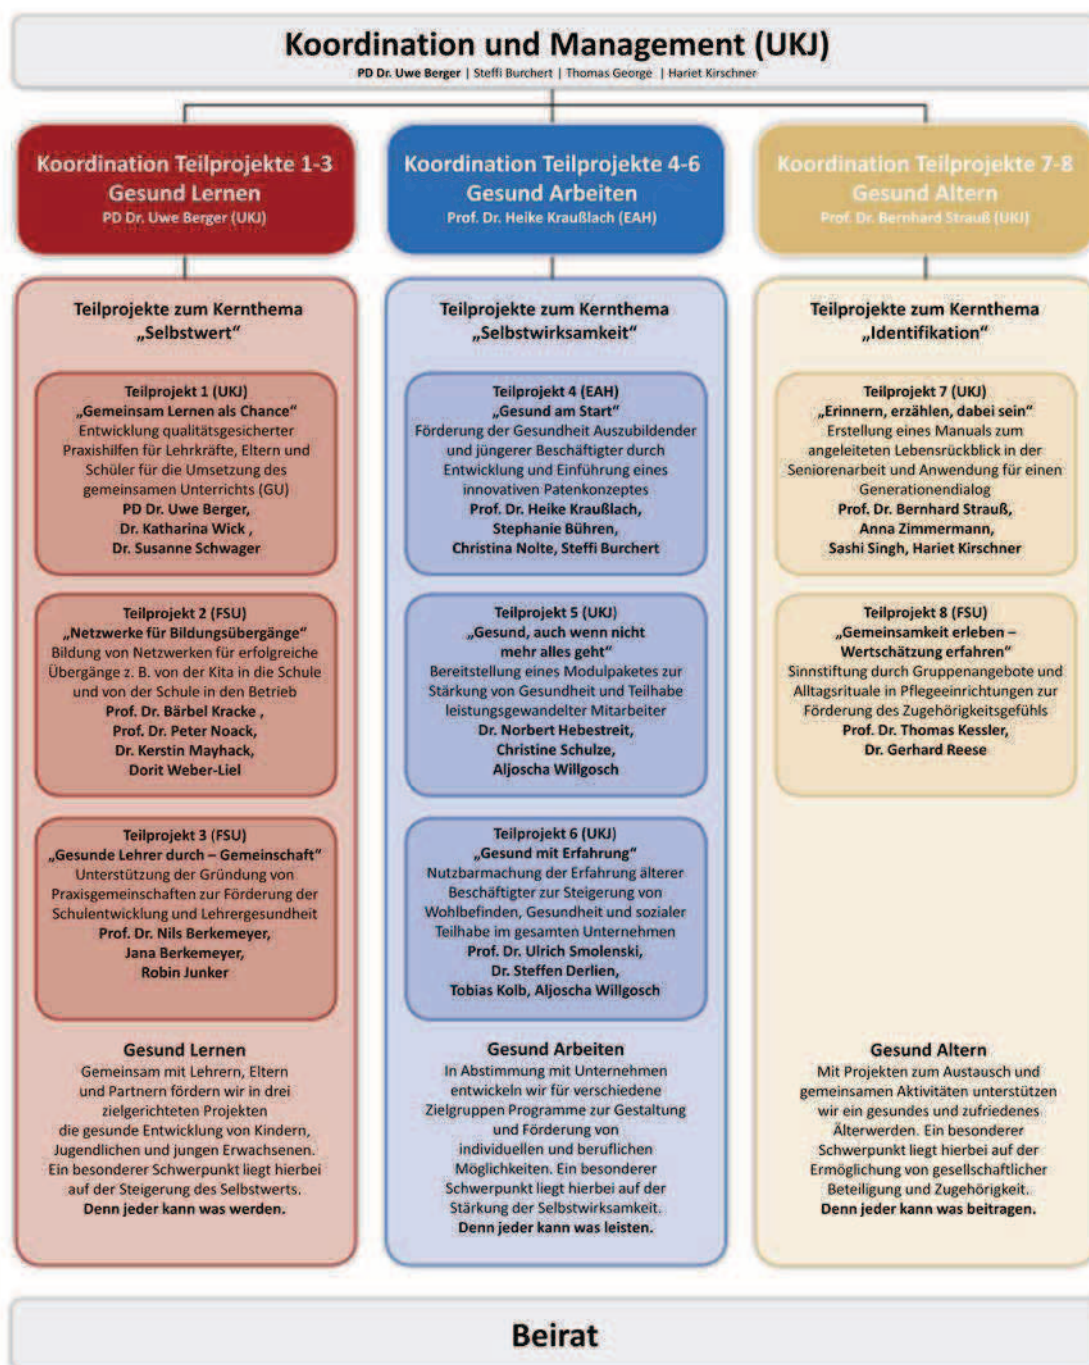 Koordination und Management (UKJ)
PD Dr. Uwe Berger | Steffi Burchert | Thomas George | Hariet Kirschner
Koordination Teilprojekte 1-3
Gesund Lernen
PD Dr. Uwe Berger (UKJ)
Teilprojekte zum Kernthema
„Selbstwert“
Teilprojekt 1 (UKJ)
„Gemeinsam Lernen als Chance“
Entwicklung qualitätsgesicherter
Praxishilfen für Lehrkräfte, Eltern und
Schüler für die Umsetzung des
gemeinsamen Unterrichts (GU)
PD Dr. Uwe Berger,
Dr. Katharina Wick ,
Dr. Susanne Schwager
Teilprojekt 2 (FSU)
„Netzwerke für Bildungsübergänge“
Bildung von Netzwerken für erfolgreiche
Übergänge z. B. von der Kita in die Schule
und von der Schule in den Betrieb
Prof. Dr. Bärbel Kracke ,
Prof. Dr. Peter Noack,
Dr. Kerstin Mayhack,
Dorit Weber-Liel
Teilprojekt 3 (FSU)
„Gesunde Lehrer durch – Gemeinschaft“
Unterstützung der Gründung von
Praxisgemeinschaften zur Förderung der
Schulentwicklung und Lehrergesundheit
Prof. Dr. Nils Berkemeyer,
Jana Berkemeyer,
Robin Junker
Gesund Lernen
Gemeinsam mit Lehrern, Eltern
und Partnern fördern wir in drei
zielgerichteten Projekten
die gesunde Entwicklung von Kindern,
Jugendlichen und jungen Erwachsenen.
Ein besonderer Schwerpunkt liegt hierbei
auf der Steigerung des Selbstwerts.
Denn jeder kann was werden.
Koordination Teilprojekte 4-6
Gesund Arbeiten
Prof. Dr. Heike Kraußlach (EAH)
Teilprojekte zum Kernthema
„Selbstwirksamkeit“
Teilprojekt 4 (EAH)
„Gesund am Start“
Förderung der Gesundheit Auszubildender
und jüngerer Beschäftigter durch
Entwicklung und Einführung eines
innovativen Patenkonzeptes
Prof. Dr. Heike Kraußlach,
Stephanie Bühren,
Christina Nolte, Steffi Burchert
Teilprojekt 5 (UKJ)
„Gesund, auch wenn nicht
mehr alles geht“
Bereitstellung eines Modulpaketes zur
Stärkung von Gesundheit und Teilhabe
leistungsgewandelter Mitarbeiter
Dr. Norbert Hebestreit,
Christine Schulze,
Aljoscha Willgosch
Teilprojekt 6 (UKJ)
„Gesund mit Erfahrung“
Nutzbarmachung der Erfahrung älterer
Beschäftigter zur Steigerung von
Wohlbefinden, Gesundheit und sozialer
Teilhabe im gesamten Unternehmen
Prof. Dr. Ulrich Smolenski,
Dr. Steffen Derlien,
Tobias Kolb, Aljoscha Willgosch
Gesund Arbeiten
In Abstimmung mit Unternehmen
entwickeln wir für verschiedene
Zielgruppen Programme zur Gestaltung
und Förderung von
individuellen und beruflichen
Möglichkeiten. Ein besonderer
Schwerpunkt liegt hierbei auf der
Stärkung der Selbstwirksamkeit.
Denn jeder kann was leisten.
Koordination Teilprojekte 7-8
Gesund Altern
Prof. Dr. Bernhard Strauß (UKJ)
Teilprojekte zum Kernthema
„Identifikation“
Teilprojekt 7 (UKJ)
„Erinnern, erzählen, dabei sein“
Erstellung eines Manuals zum
angeleiteten Lebensrückblick in der
Seniorenarbeit und Anwendung für einen
Generationendialog
Prof. Dr. Bernhard Strauß,
Anna Zimmermann,
Sashi Singh, Hariet Kirschner
Teilprojekt 8 (FSU)
„Gemeinsamkeit erleben –
Wertschätzung erfahren“
Sinnstiftung durch Gruppenangebote und
Alltagsrituale in Pflegeeinrichtungen zur
Förderung des Zugehörigkeitsgefühls
Prof. Dr. Thomas Kessler,
Dr. Gerhard Reese
Gesund Altern
Mit Projekten zum Austausch und
gemeinsamen Aktivitäten unterstützen
wir ein gesundes und zufriedenes
Älterwerden. Ein besonderer
Schwerpunkt liegt hierbei auf der
Ermöglichung von gesellschaftlicher
Beteiligung und Zugehörigkeit.
Denn jeder kann was beitragen.
Beirat